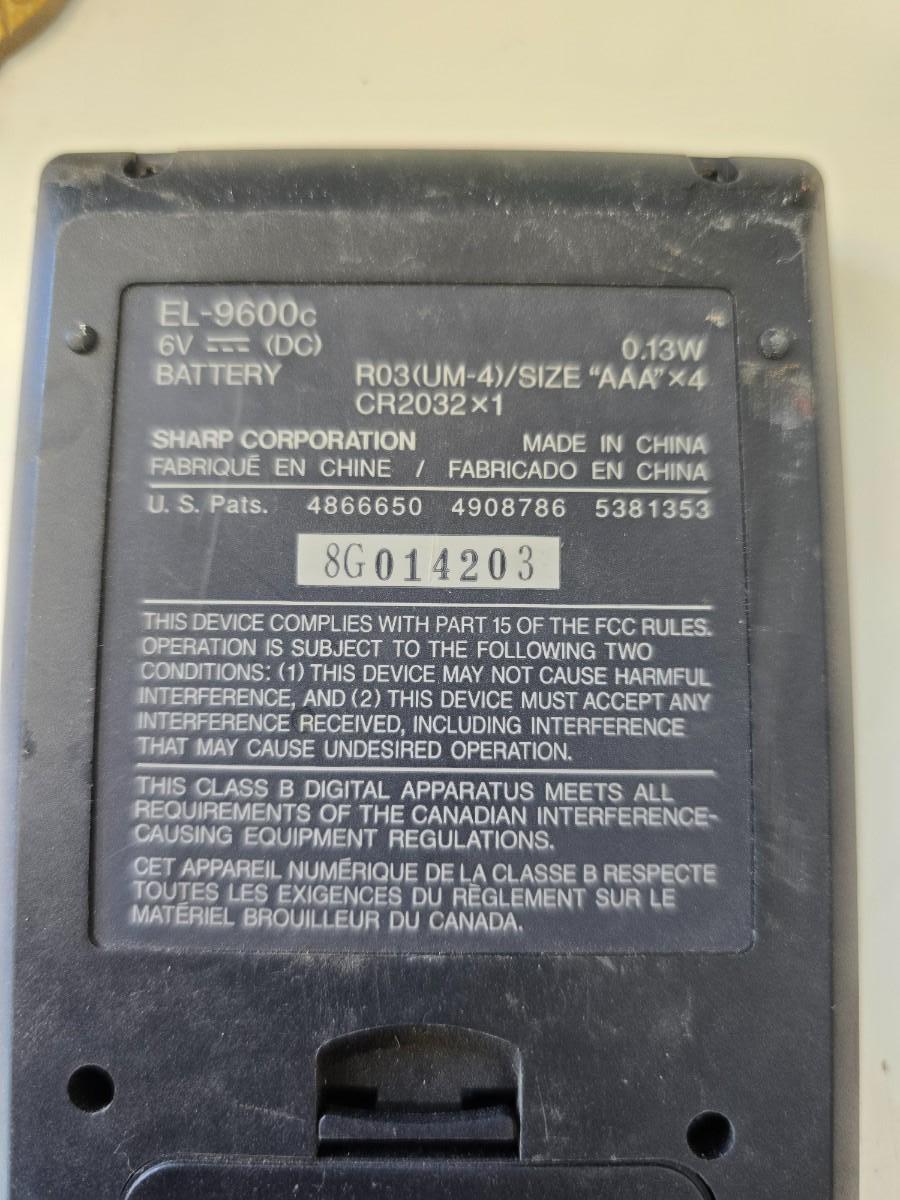 EL-9600c
6V ⎓ (DC) 0.13W
BATTERY R03(UM-4)/SIZE “AAA”×4
CR2032×1
SHARP CORPORATION MADE IN CHINA
FABRIQUÉ EN CHINE / FABRICADO EN CHINA
U. S. Pats. 4866650 4908786 5381353
8G014203
THIS DEVICE COMPLIES WITH PART 15 OF THE FCC RULES.
OPERATION IS SUBJECT TO THE FOLLOWING TWO
CONDITIONS: (1) THIS DEVICE MAY NOT CAUSE HARMFUL
INTERFERENCE, AND (2) THIS DEVICE MUST ACCEPT ANY
INTERFERENCE RECEIVED, INCLUDING INTERFERENCE
THAT MAY CAUSE UNDESIRED OPERATION.
THIS CLASS B DIGITAL APPARATUS MEETS ALL
REQUIREMENTS OF THE CANADIAN INTERFERENCE-
CAUSING EQUIPMENT REGULATIONS.
CET APPAREIL NUMÉRIQUE DE LA CLASSE B RESPECTE
TOUTES LES EXIGENCES DU RÈGLEMENT SUR LE
MATÉRIEL BROUILLEUR DU CANADA.